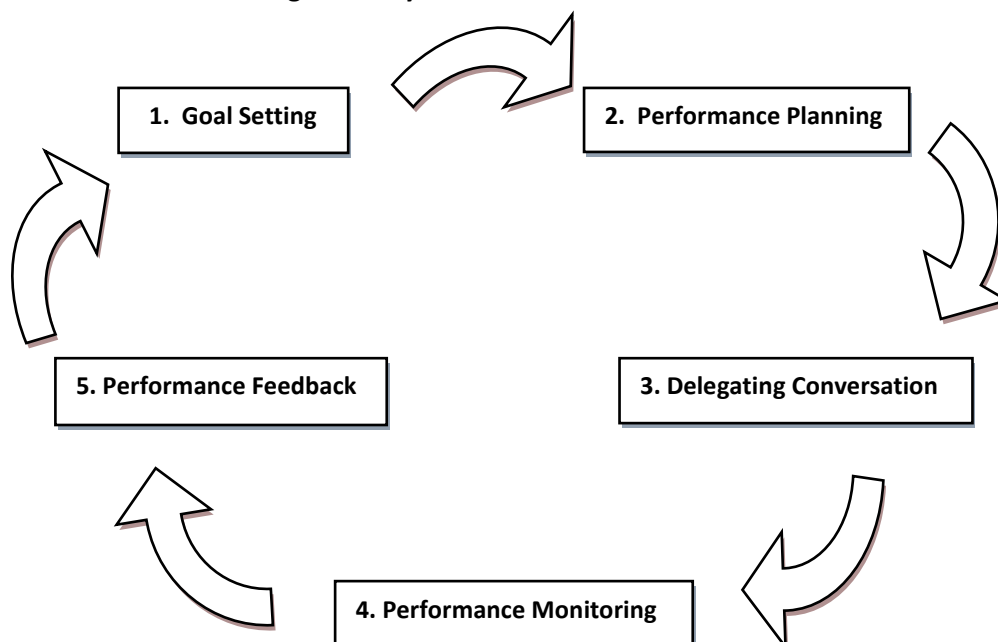 1. Goal Setting
2. Performance Planning
5. Performance Feedback
3. Delegating Conversation
4. Performance Monitoring